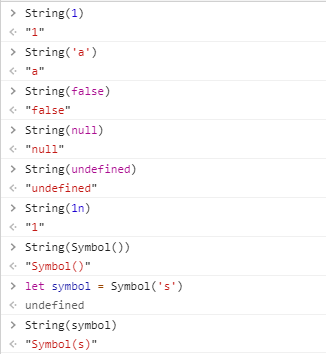 > String(1)
< "1"
> String('a')
< "a"
> String(false)
< "false"
> String(null)
< "null"
> String(undefined)
< "undefined"
> String(1n)
< "1"
> String(Symbol())
< "Symbol()"
> let symbol = Symbol('s')
< undefined
> String(symbol)
< "Symbol(s)"